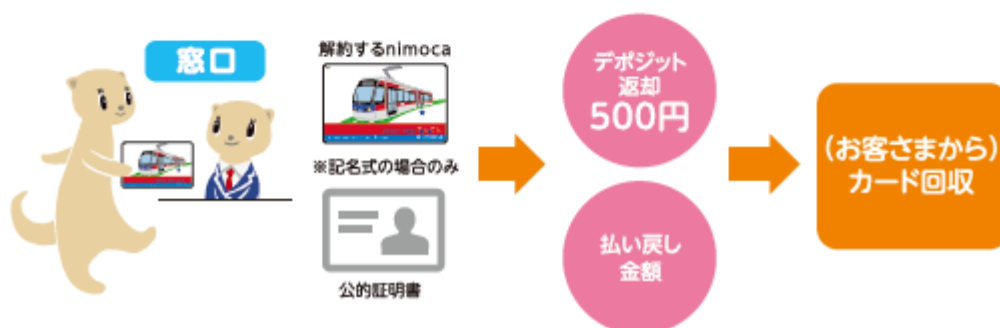 窓口
解約するnimoca
※記名式の場合のみ
公的証明書
デポジット
返却
500円
払い戻し
金額
(お客さまから)
カード回収